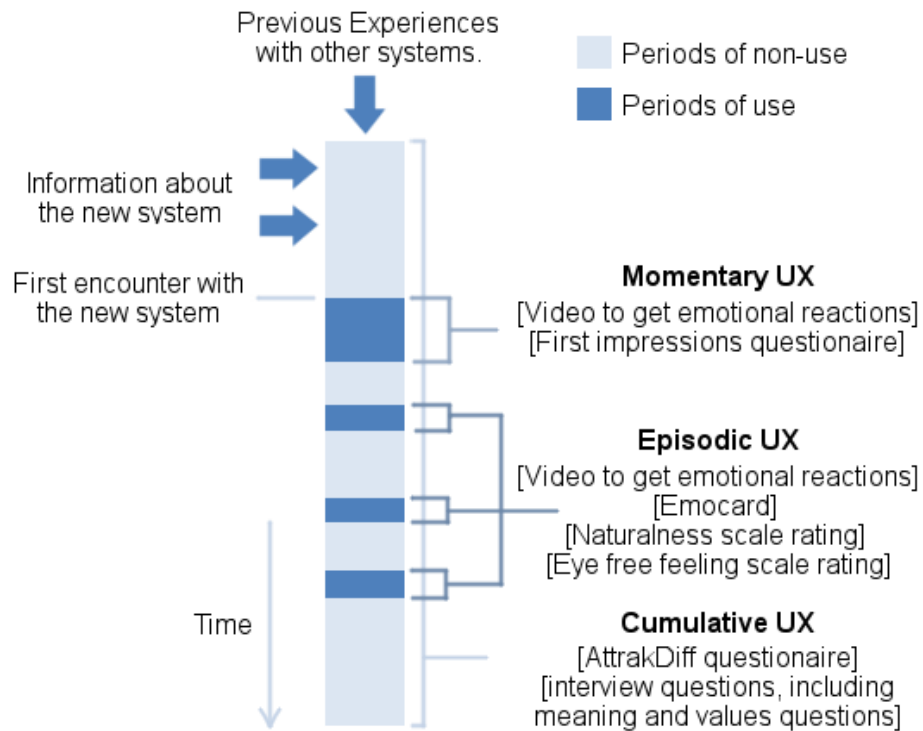 Previous Experiences
with other systems.
Periods of non-use
Periods of use
Information about
the new system
First encounter with
the new system
Momentary UX
[Video to get emotional reactions]
[First impressions questionaire]
Episodic UX
[Video to get emotional reactions]
[Emocard]
[Naturalness scale rating]
[Eye free feeling scale rating]
Time
Cumulative UX
[AttrakDiff questionaire]
[interview questions, including
meaning and values questions]